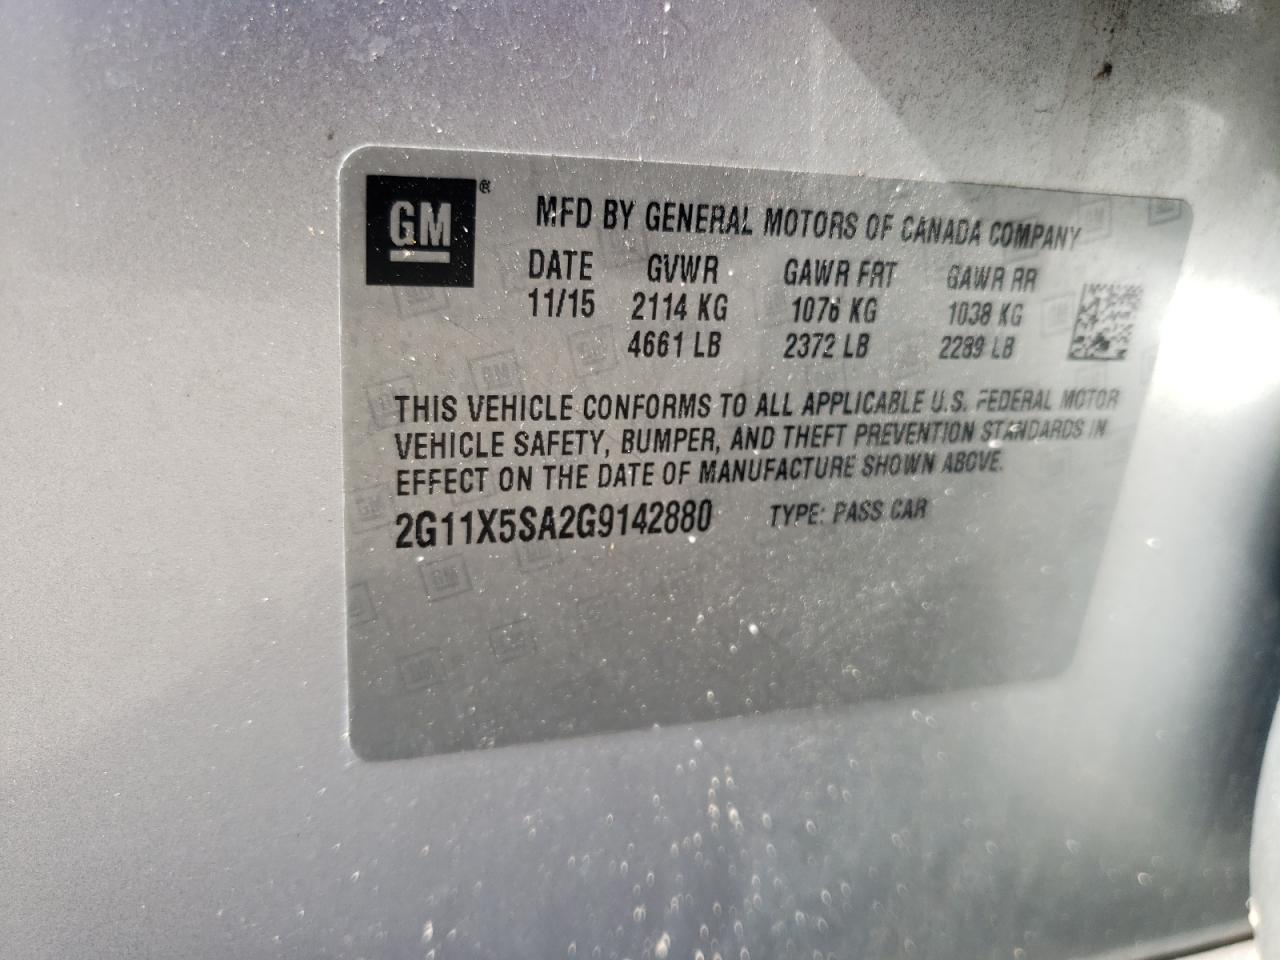 GM ®
MFD BY GENERAL MOTORS OF CANADA COMPANY
DATE GVWR GAWR FRT GAWR RR
11/15 2114 KG 1076 KG 1038 KG
4661 LB 2372 LB 2289 LB
THIS VEHICLE CONFORMS TO ALL APPLICABLE U.S. FEDERAL MOTOR
VEHICLE SAFETY, BUMPER, AND THEFT PREVENTION STANDARDS IN
EFFECT ON THE DATE OF MANUFACTURE SHOWN ABOVE.
2G11X5SA2G9142880 TYPE: PASS CAR